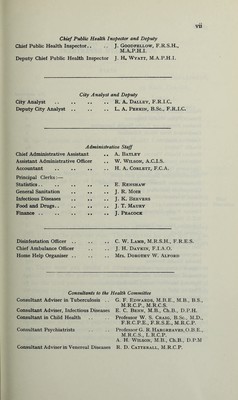 vii
Chief Public Health Inspector and Deputy
Chief Public Health Inspector.. .. J. Goodfellow, F.R.S.H.,
M.A.P.H.I.
Deputy Chief Public Health Inspector J. H. Wyatt, M.A.P.H.I.
City Analyst and Deputy
City Analyst .. .. .. .. R. A. Dalley, F.R.I.C.
Deputy City Analyst .. .. .. L. A. Perkin, B.Sc., F.R.I.C.
Administrative Staff
Chief Administrative Assistant .. A. Batley
Assistant Administrative Officer .. W. Wilson, A.C.I.S.
Accountant .. .. .. .. H. A. Coblett, F.C.A.
Principal Clerks :—
Statistics .. .. .. .. E. Renshaw
General Sanitation .. .. .. J. R. Moir
Infectious Diseases .. .. .. J. K. Beevers
Food and Drugs .. .. .. .. J. T. Mauby
Finance .. .. .. .. .. J. Peacock
Disinfestation Officer .. .. .. C. W. Lamb, M.R.S.H., F.R.E.S.
Chief Ambulance Officer .. .. J. H. Daykin, F.I.A.O.
Home Help Organiser .. .. .. Mrs. Dorothy W. Alford
Consultants to the Health Committee
Consultant Adviser in Tuberculosis .. G. F. Edwards, M.B.E., M.B., B.S.,
M.R.C.P., M.R.C.S.
Consultant Adviser, Infectious Diseases E. C. Benn, M.B., Ch.B., D.P.H.
Consultant in Child Health .. Professor W. S. Craig, B.Sc., M.D.,
F.R.C.P.E., F.R.S.E., M.R.C.P.
Consultant Psychiatrists .. Professor G. R. Hargreaves, O.B.E.,
M.R.C.S., L.R.C.P.
A. H. Wilson, M.B., Ch.B., D.P.M
Consultant Adviser in Venereal Diseases R. D. Catterall, M.R.C.P.